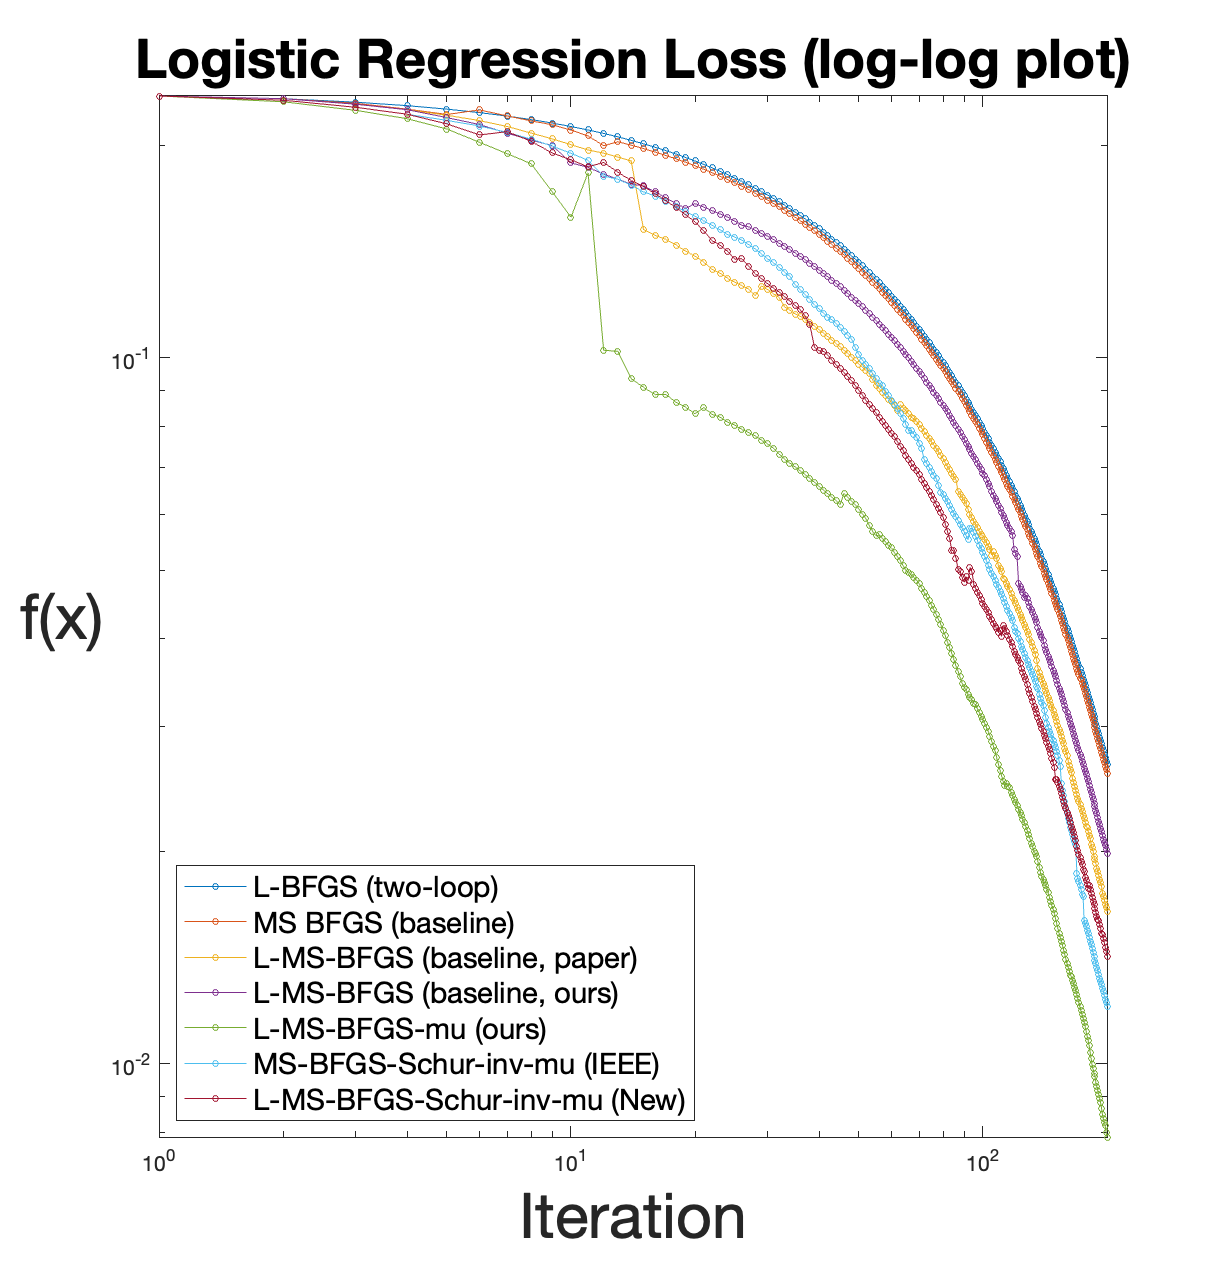 Logistic Regression Loss (log-log plot)
f(x)
10^-1
10^-2
L-BFGS (two-loop)
MS BFGS (baseline)
L-MS-BFGS (baseline, paper)
L-MS-BFGS (baseline, ours)
L-MS-BFGS-mu (ours)
MS-BFGS-Schur-inv-mu (IEEE)
L-MS-BFGS-Schur-inv-mu (New)
10^0 10^1 10^2
Iteration